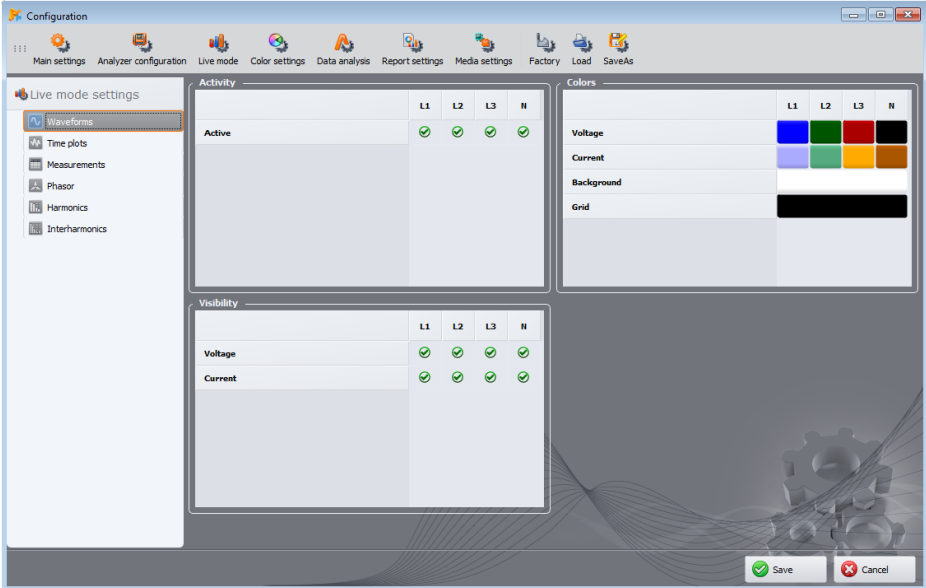 Configuration
Main settings Analyzer configuration Live mode Color settings Data analysis Report settings Media settings Factory Load SaveAs
Live mode settings
Waveforms
Time plots
Measurements
Phasor
Harmonics
Interharmonics
Activity
L1 L2 L3 N
Active
Colors
L1 L2 L3 N
Voltage
Current
Background
Grid
Visibility
L1 L2 L3 N
Voltage
Current
Save Cancel